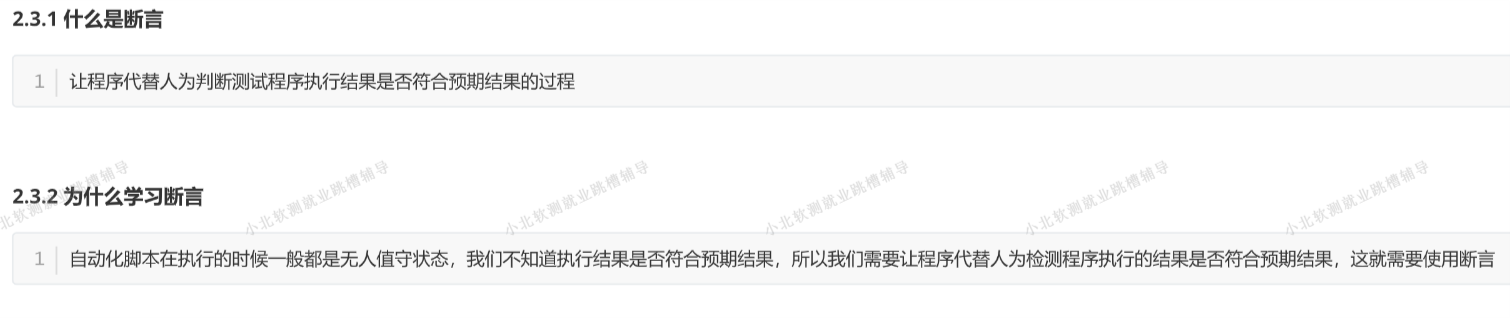 2.3.1 什么是断言
1 让程序代替人为判断测试程序执行结果是否符合预期结果的过程
2.3.2 为什么学习断言
1 自动化脚本在执行的时候一般都是无人值守状态，我们不知道执行结果是否符合预期结果，所以我们需要让程序代替人为检测程序执行的结果是否符合预期结果，这就需要使用断言
北软测就业跳槽辅导
小北软测就业跳槽辅导
小北软测就业跳槽辅导
小北软测就业跳槽辅导
小北软测就业跳槽辅导
小北软测就业跳槽辅导